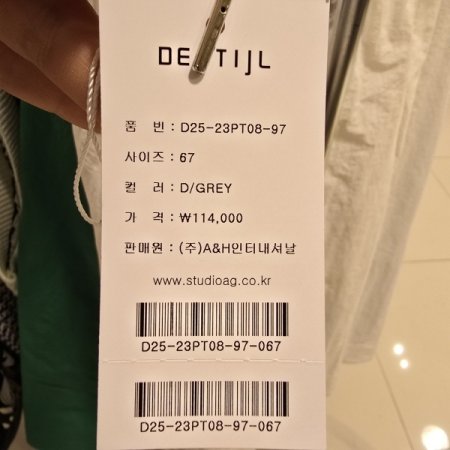 DE TIJL
품 번 : D25-23PT08-97
사이즈 : 67
컬 러 : D/GREY
가 격 : ₩114,000
판매원 : (주)A&H인터내셔날
www.studioag.co.kr
D25-23PT08-97-067
D25-23PT08-97-067